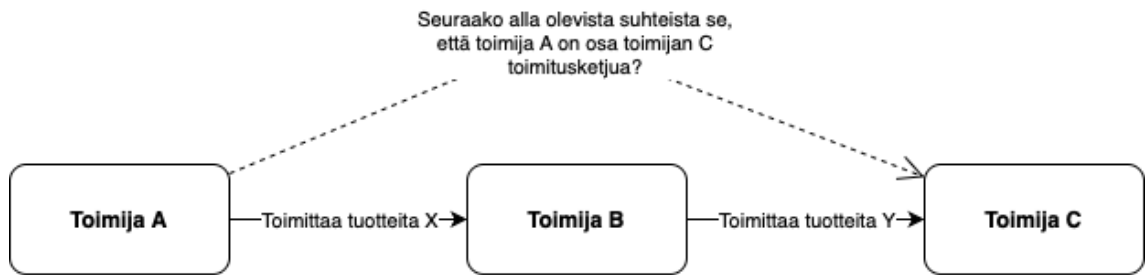 Seuraako alla olevista suhteista se,
että toimija A on osa toimijan C
toimitusketjua?
Toimija A
Toimittaa tuotteita X
Toimija B
Toimittaa tuotteita Y
Toimija C